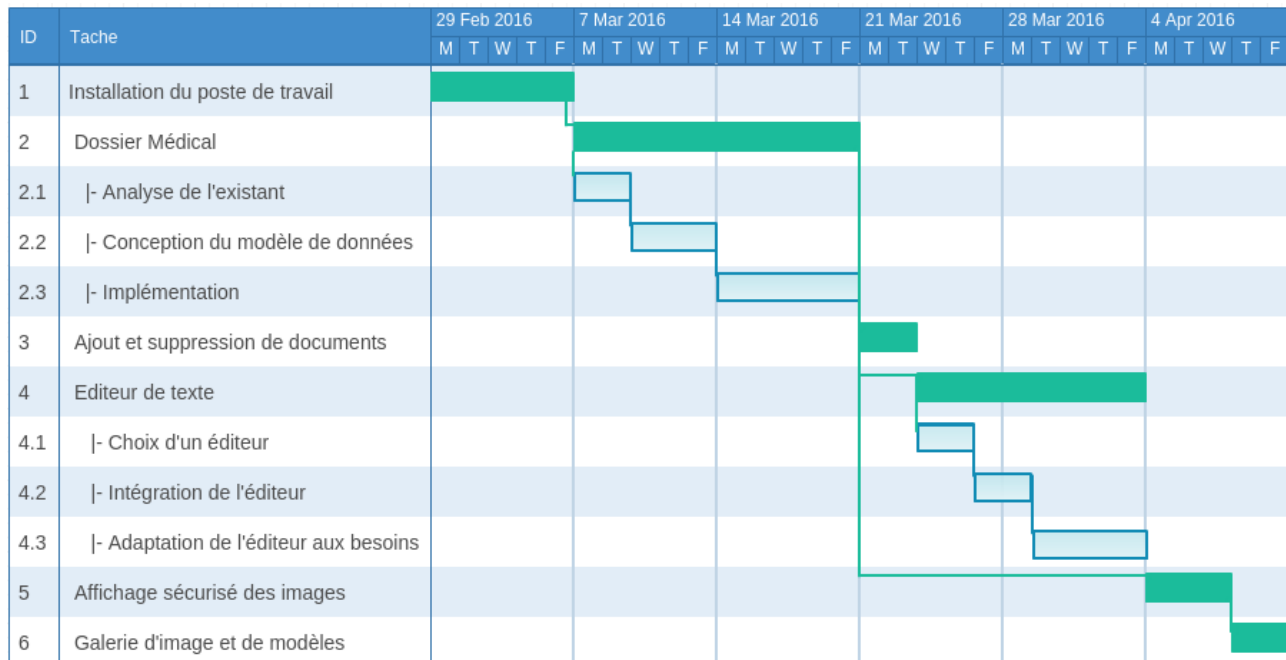 ID Tache 29 Feb 2016 7 Mar 2016 14 Mar 2016 21 Mar 2016 28 Mar 2016 4 Apr 2016
M T W T F M T W T F M T W T F M T W T F M T W T F M T W T F
1 Installation du poste de travail
2 Dossier Médical
2.1 |- Analyse de l'existant
2.2 |- Conception du modèle de données
2.3 |- Implémentation
3 Ajout et suppression de documents
4 Editeur de texte
4.1 |- Choix d'un éditeur
4.2 |- Intégration de l'éditeur
4.3 |- Adaptation de l'éditeur aux besoins
5 Affichage sécurisé des images
6 Galerie d'image et de modèles